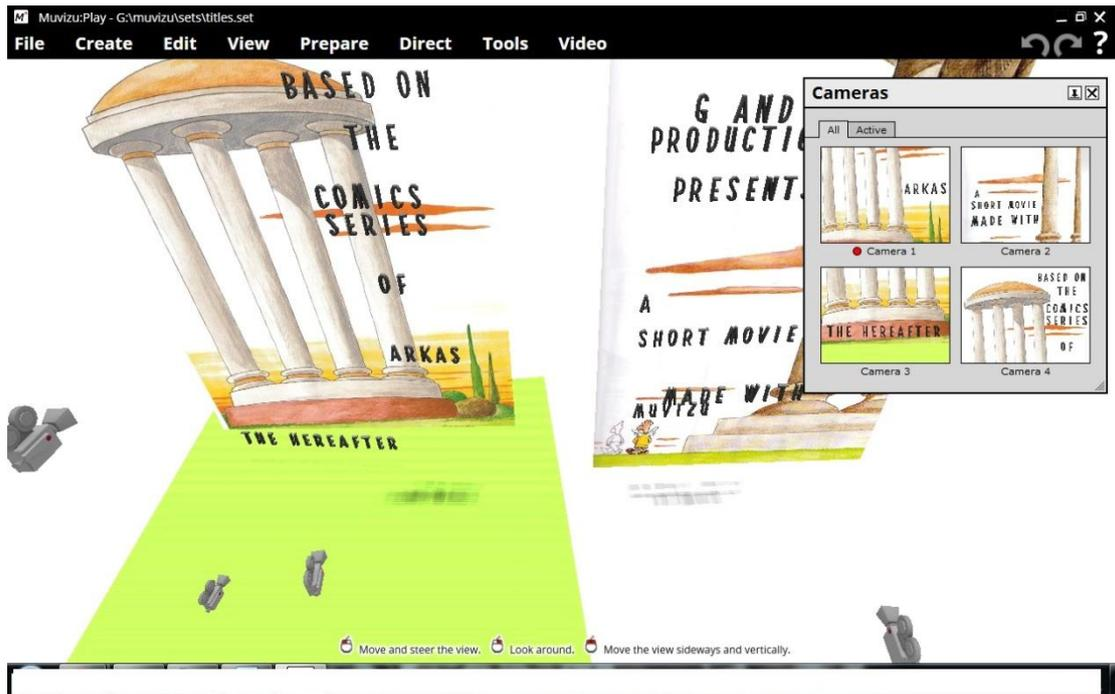 Muvizu:Play - G:\muvizu\sets\titles.set
File Create Edit View Prepare Direct Tools Video
?
BASED ON
THE
COMICS
SERIES
OF
ARKAS
THE HEREAFTER
G AND
PRODUCTI
PRESENT
A
SHORT MOVIE
MADE WITH
MUVIZU
Cameras
All Active
ARKAS
Camera 1
A
SHORT MOVIE
MADE WITH
Camera 2
THE HEREAFTER
Camera 3
BASED ON
THE
COMICS
SERIES
OF
Camera 4
Move and steer the view. Look around. Move the view sideways and vertically.